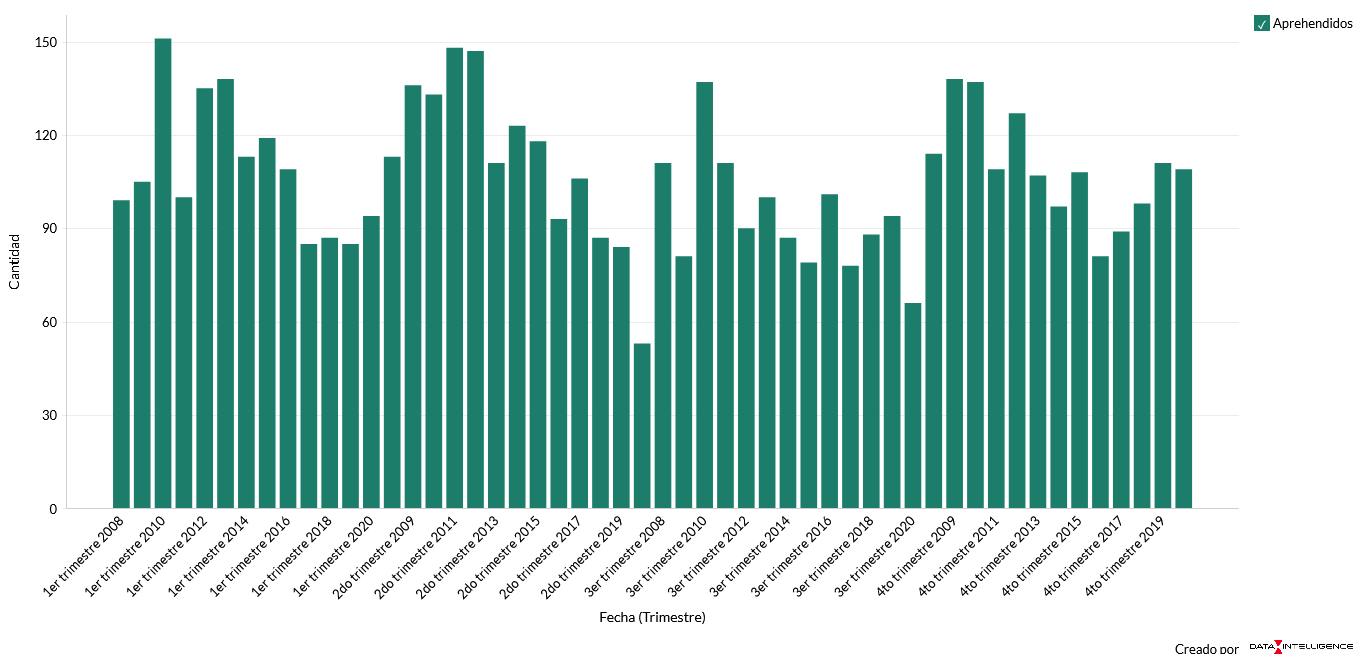 Aprehendidos
150
120
90
60
30
0
Cantidad
1er trimestre 2008
1er trimestre 2010
1er trimestre 2012
1er trimestre 2014
1er trimestre 2016
1er trimestre 2018
1er trimestre 2020
2do trimestre 2009
2do trimestre 2011
2do trimestre 2013
2do trimestre 2015
2do trimestre 2017
2do trimestre 2019
3er trimestre 2008
3er trimestre 2010
3er trimestre 2012
3er trimestre 2014
3er trimestre 2016
3er trimestre 2018
3er trimestre 2020
4to trimestre 2009
4to trimestre 2011
4to trimestre 2013
4to trimestre 2015
4to trimestre 2017
4to trimestre 2019
Fecha (Trimestre)
Creado por DATA INTELLIGENCE